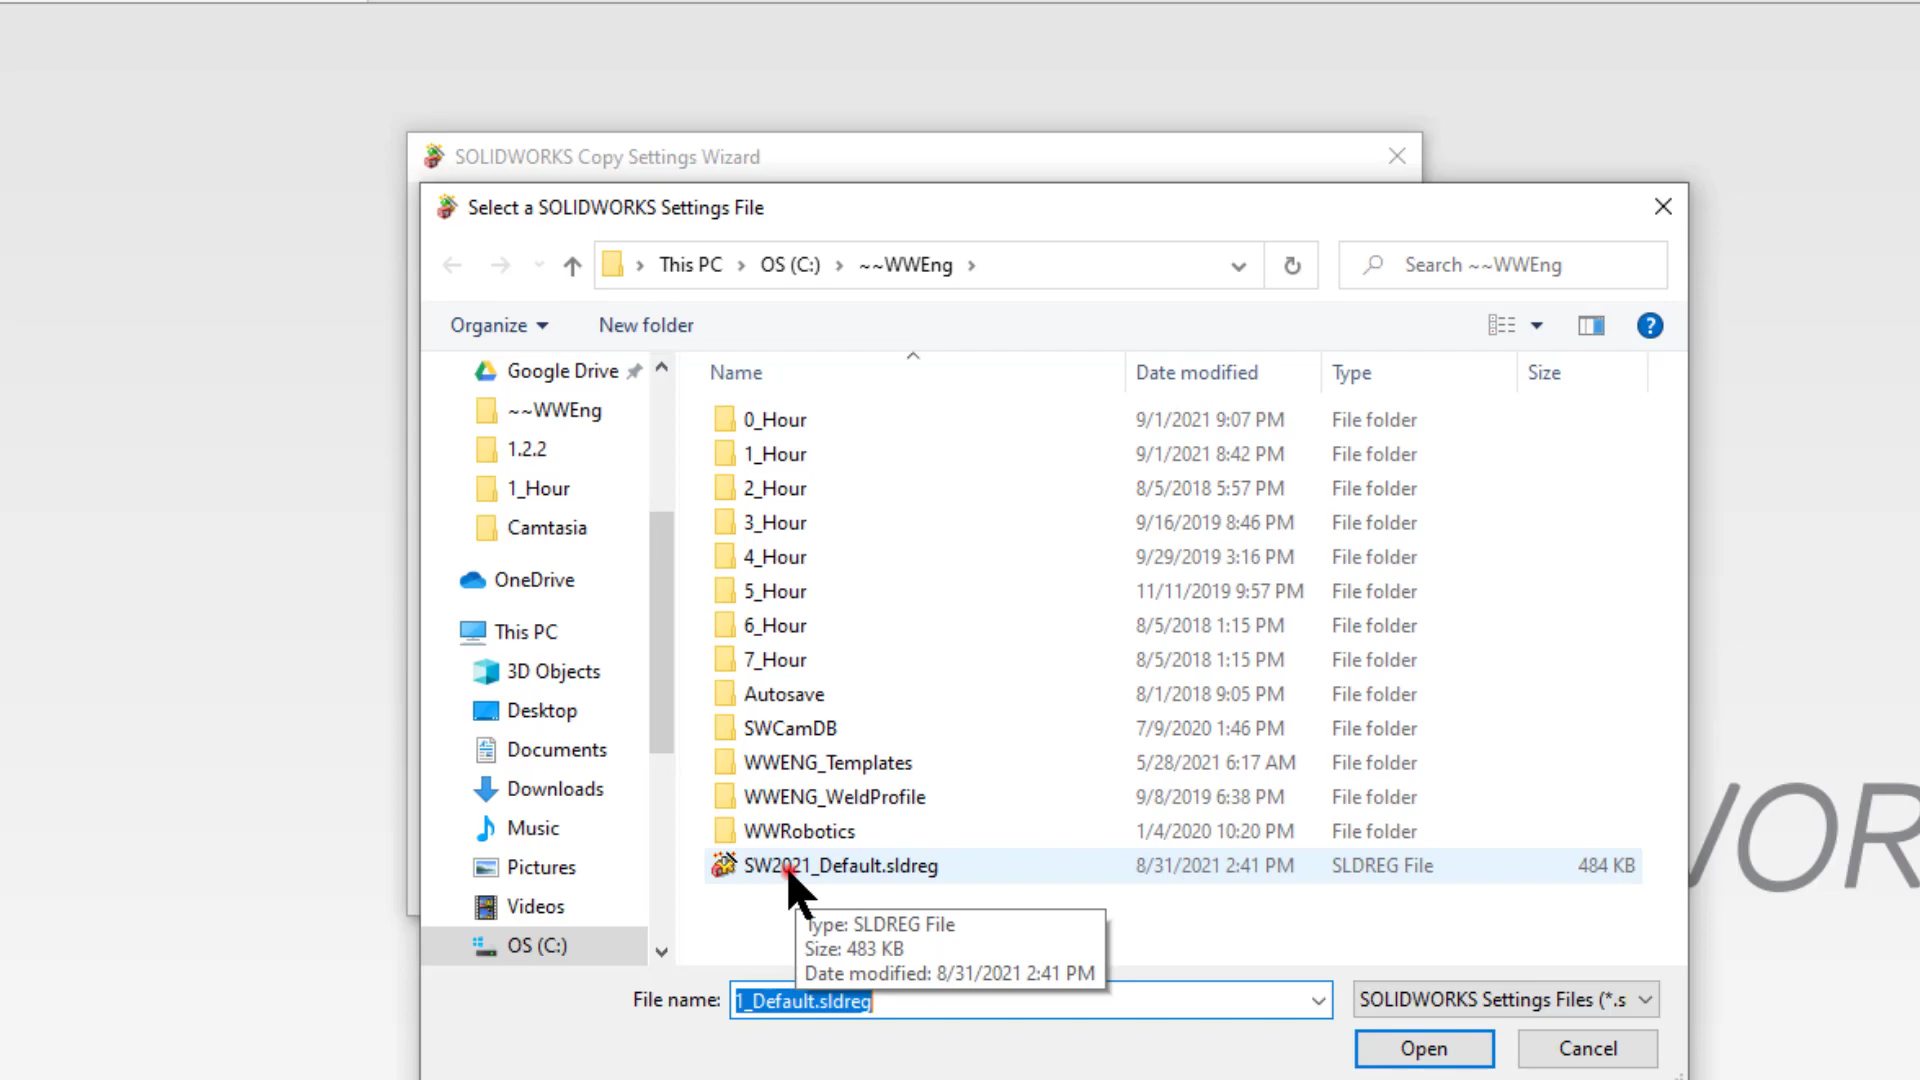 SOLIDWORKS Copy Settings Wizard
Select a SOLIDWORKS Settings File
This PC > OS (C:) > ~~WWEng >
Search ~~WWEng
Organize
New folder
Name
Date modified
Type
Size
Google Drive
~~WWEng
1.2.2
1_Hour
Camtasia
OneDrive
This PC
3D Objects
Desktop
Documents
Downloads
Music
Pictures
Videos
OS (C:)
0_Hour 9/1/2021 9:07 PM File folder
1_Hour 9/1/2021 8:42 PM File folder
2_Hour 8/5/2018 5:57 PM File folder
3_Hour 9/16/2019 8:46 PM File folder
4_Hour 9/29/2019 3:16 PM File folder
5_Hour 11/11/2019 9:57 PM File folder
6_Hour 8/5/2018 1:15 PM File folder
7_Hour 8/5/2018 1:15 PM File folder
Autosave 8/1/2018 9:05 PM File folder
SWCamDB 7/9/2020 1:46 PM File folder
WWENG_Templates 5/28/2021 6:17 AM File folder
WWENG_WeldProfile 9/8/2019 6:38 PM File folder
WWRobotics 1/4/2020 10:20 PM File folder
SW2021_Default.sldreg 8/31/2021 2:41 PM SLDREG File 484 KB
Type: SLDREG File
Size: 483 KB
Date modified: 8/31/2021 2:41 PM
File name: 1_Default.sldreg
SOLIDWORKS Settings Files (*.s
Open
Cancel
WOR